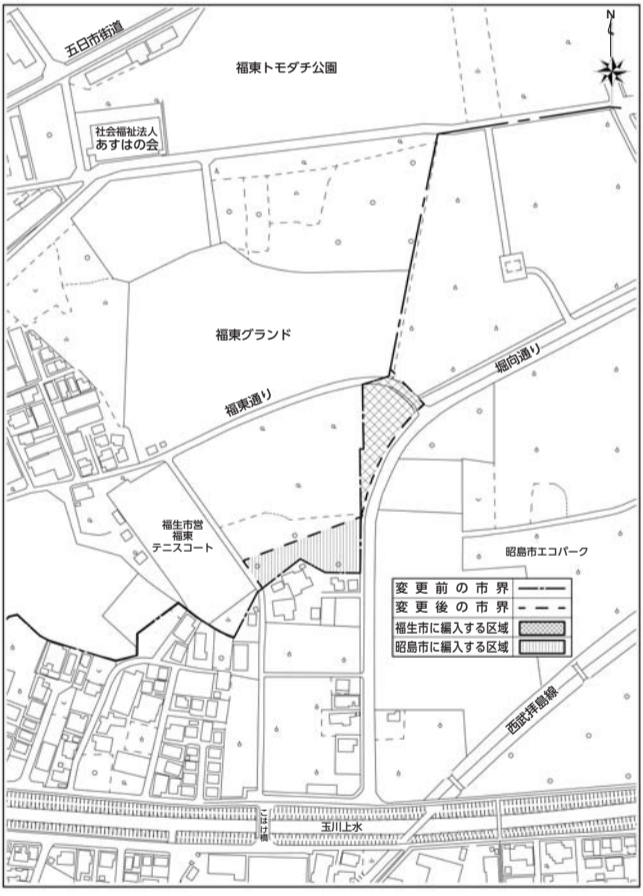 N
五日市街道
福東トモダチ公園
社会福祉法人
あすはの会
福東グランド
堀向通り
福東通り
福生市営
福東
テニスコート
昭島市エコパーク
変更前の市界
変更後の市界
福生市に編入する区域
昭島市に編入する区域
西武拝島線
こはけ橋
玉川上水